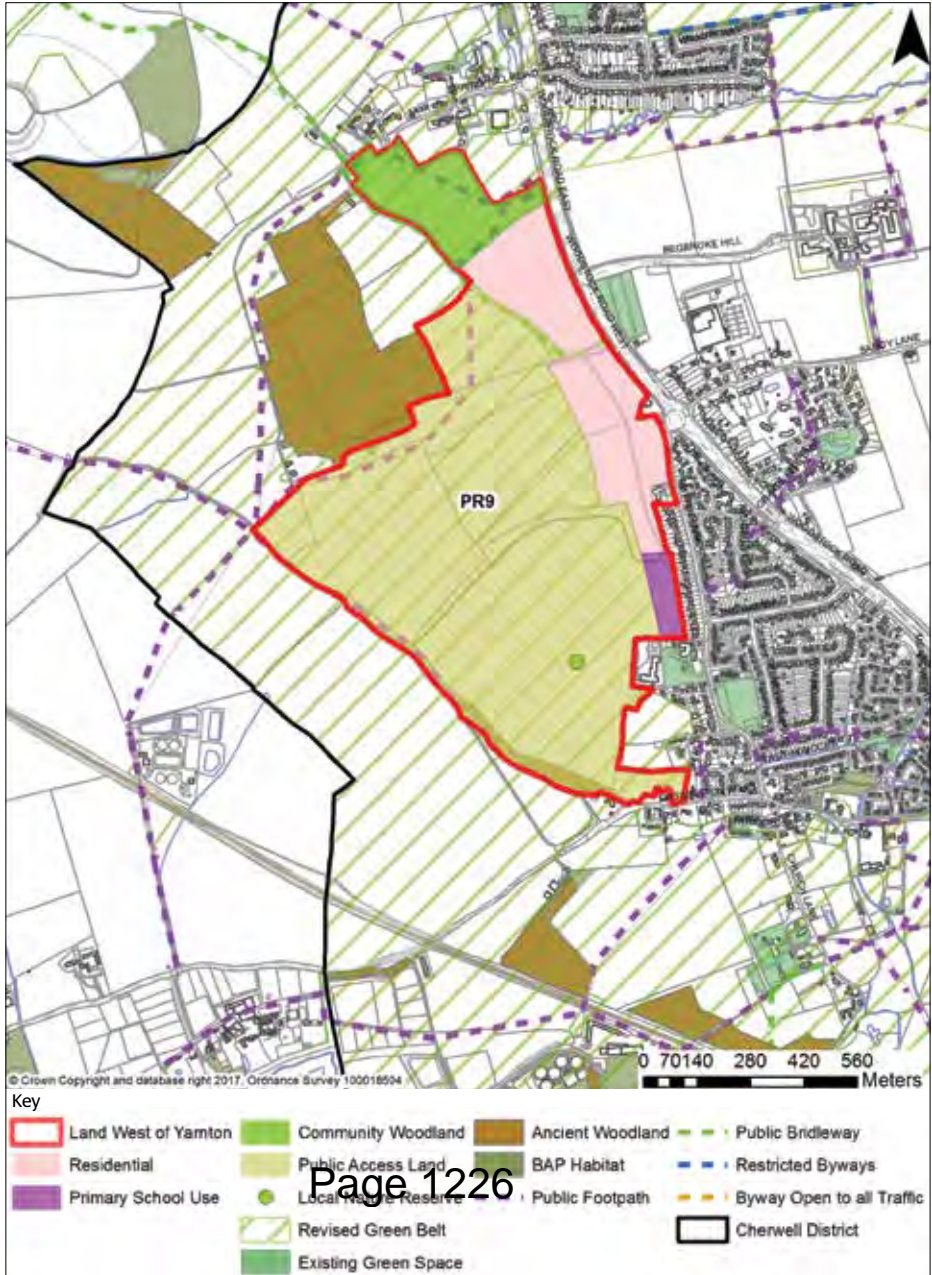 BEGBROKE HILL
SANDY LANE
PR9
CHURCH LANE
0 70140 280 420 560
Meters
© Crown Copyright and database right 2017. Ordnance Survey 100018504
Key
Land West of Yarnton Community Woodland Ancient Woodland Public Bridleway
Residential Public Access Land BAP Habitat Restricted Byways
Primary School Use Local Nature Reserve Public Footpath Byway Open to all Traffic
Page 1226
Revised Green Belt Cherwell District
Existing Green Space